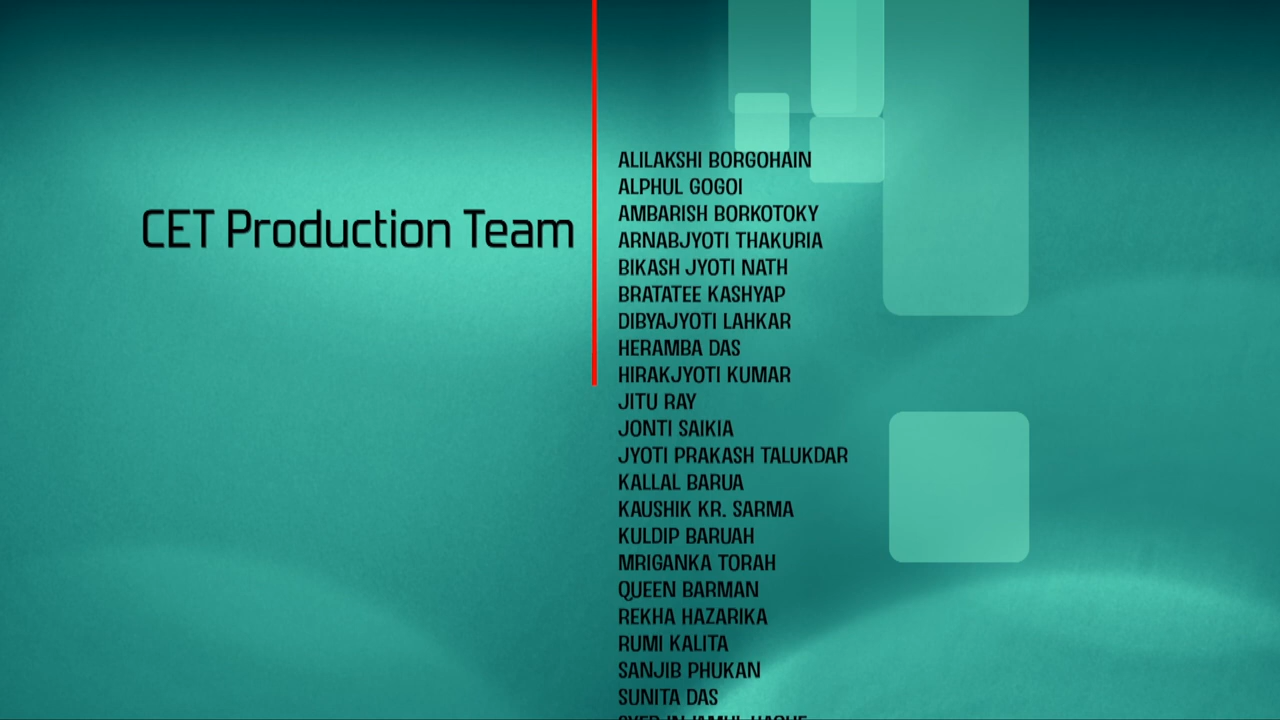 CET Production Team
ALILAKSHI BORGOHAIN
ALPHUL GOGOI
AMBARISH BORKOTOKY
ARNABJYOTI THAKURIA
BIKASH JYOTI NATH
BRATATEE KASHYAP
DIBYAJYOTI LAHKAR
HERAMBA DAS
HIRAKJYOTI KUMAR
JITU RAY
JONTI SAIKIA
JYOTI PRAKASH TALUKDAR
KALLAL BARUA
KAUSHIK KR. SARMA
KULDIP BARUAH
MRIGANKA TORAH
QUEEN BARMAN
REKHA HAZARIKA
RUMI KALITA
SANJIB PHUKAN
SUNITA DAS